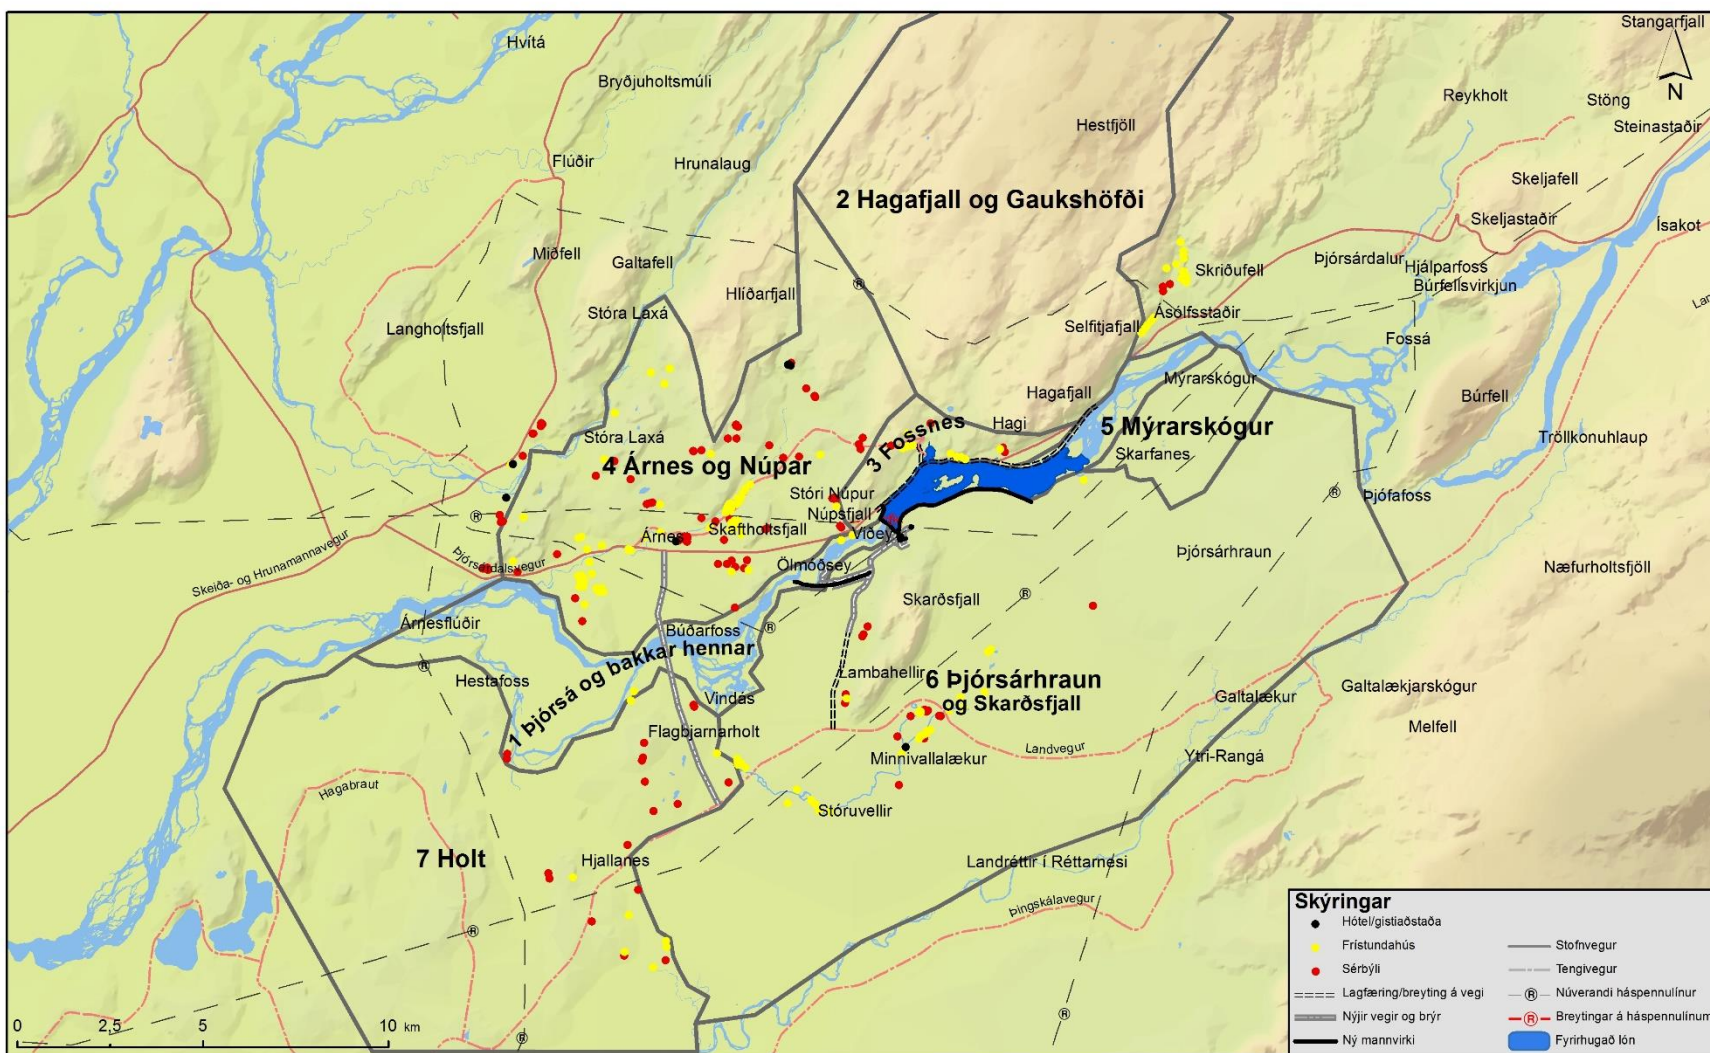 Stangarfjall
N
Hvítá
Bryðjuholtsmúli
Reykholt
Stöng
Steinastaðir
Hestfjöll
Flúðir
Hrunalaug
Skeljafell
2 Hagafjall og Gaukshöfði
Skeljastaðir
Ísakot
Miðfell
Galtafell
Þjórsárdalur
Skriðufell
Hjálparfoss
Búrfellsvirkjun
Hlíðarfjall
Stóra Laxá
Ásólfsstaðir
Langholtsfjall
Selfitjafjall
Fossá
Mýrarskógur
Hagafjall
Búrfell
Hagi
5 Mýrarskógur
3 Fossnes
Stóra Laxá
Tröllkonuhlaup
Skarfanes
4 Árnes og Núpar
Stóri Núpur
Þjófafoss
Núpsfjall
Skaftholtsfjall
Árnes
Viðey
Þjórsárdalsvegur
Þjórsárhraun
Skeiða- og Hrunamannavegur
Ölmóðsey
Næfurholtsfjöll
Skarðsfjall
Árnesflúðir
Búðarfoss
1 Þjórsá og bakkar hennar
Hestafoss
Lambahellir
6 Þjórsárhraun
og Skarðsfjall
Vindás
Galtalækur
Galtalækjarskógur
Flagbjarnarholt
Melfell
Landvegur
Minnivallalækur
Ytri-Rangá
Hagabraut
Stóruvellir
7 Holt
Hjallanes
Landréttir í Réttarnesi
Þingskálavegur
Skýringar
Hótel/gistiaðstaða
Frístundahús
Sérbýli
Lagfæring/breyting á vegi
Nýjir vegir og brýr
Ný mannvirki
Stofnvegur
Tengivegur
Núverandi háspennulínur
Breytingar á háspennulínum
Fyrirhugað lón
0 2,5 5 10 km